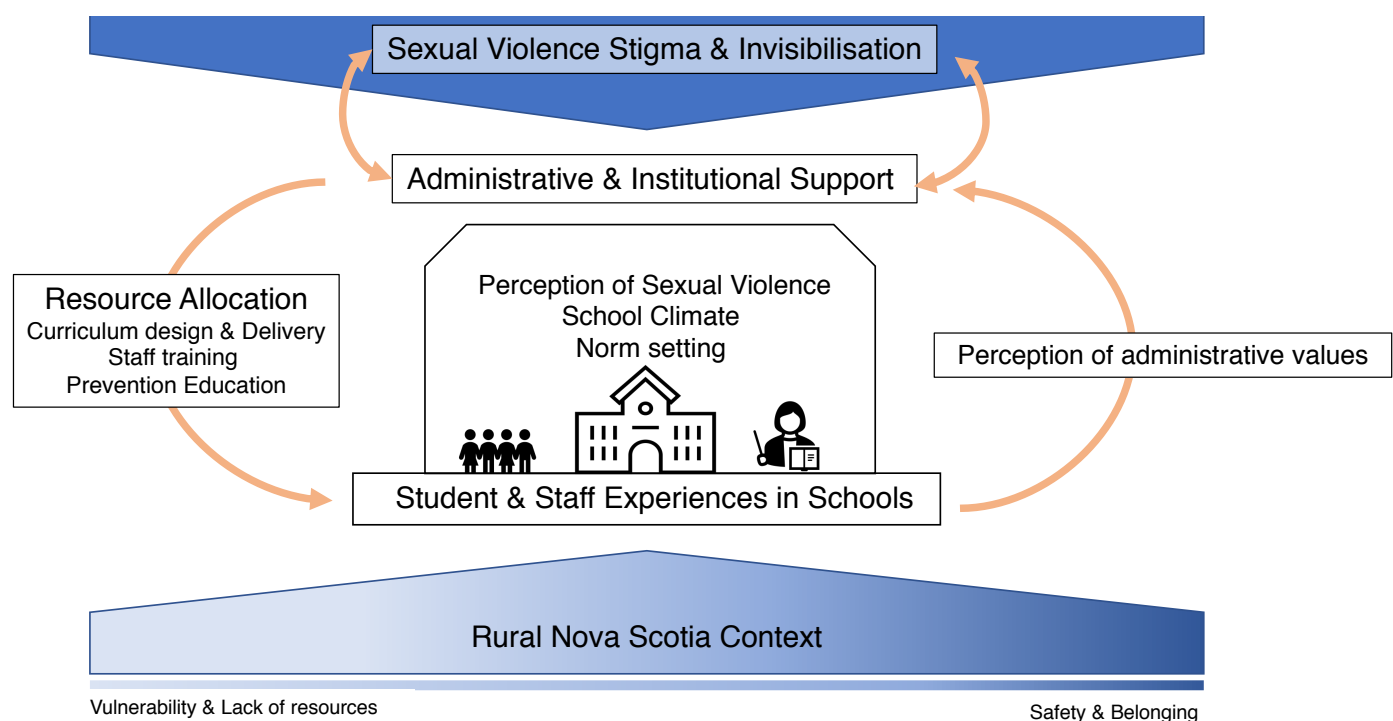 Sexual Violence Stigma & Invisibilisation
Administrative & Institutional Support
Resource Allocation
Curriculum design & Delivery
Staff training
Prevention Education
Perception of Sexual Violence
School Climate
Norm setting
Perception of administrative values
Student & Staff Experiences in Schools
Rural Nova Scotia Context
Vulnerability & Lack of resources
Safety & Belonging